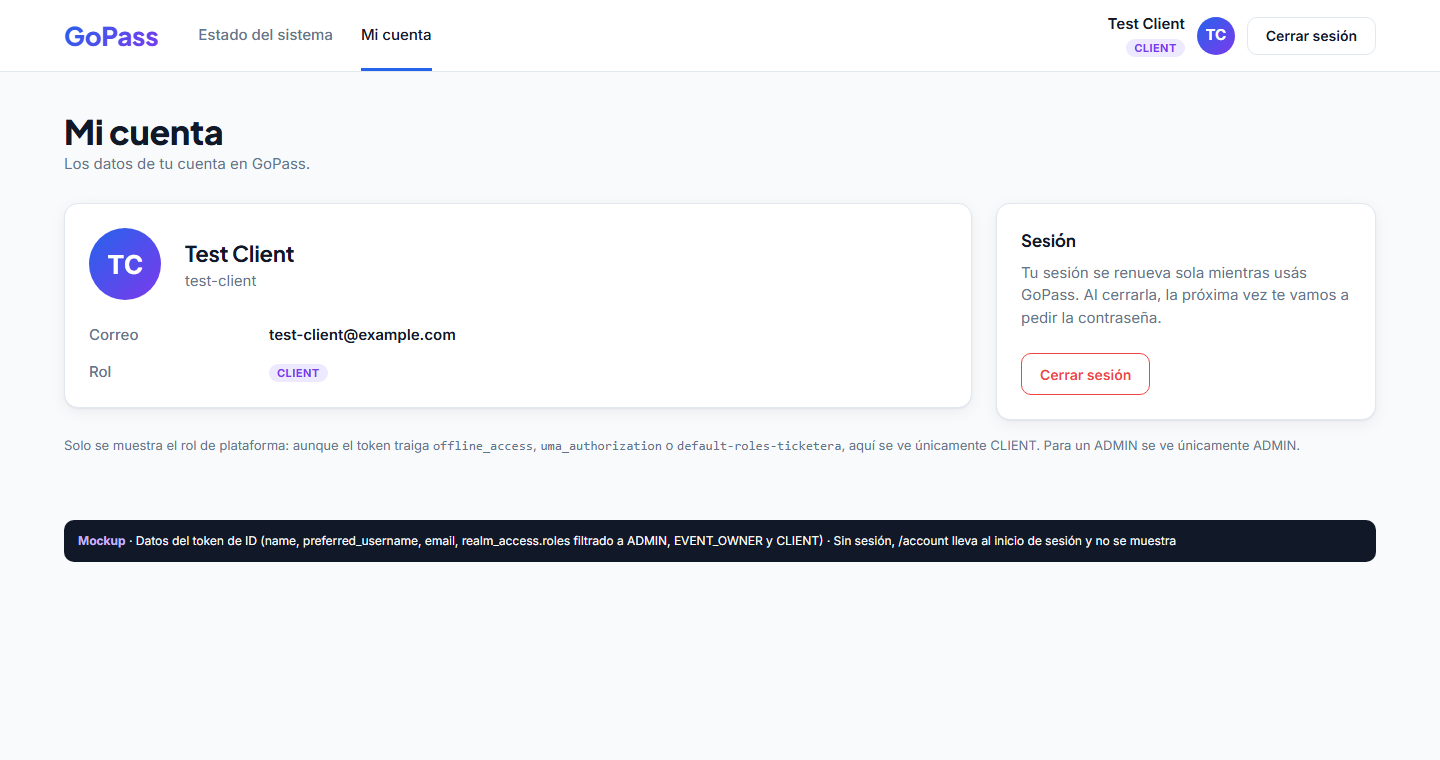 GoPass
Estado del sistema
Mi cuenta
Test Client
CLIENT
TC
Cerrar sesión
Mi cuenta
Los datos de tu cuenta en GoPass.
TC
Test Client
test-client
Correo
test-client@example.com
Rol
CLIENT
Sesión
Tu sesión se renueva sola mientras usás
GoPass. Al cerrarla, la próxima vez te vamos a
pedir la contraseña.
Cerrar sesión
Solo se muestra el rol de plataforma: aunque el token traiga offline_access, uma_authorization o default-roles-ticketera, aquí se ve únicamente CLIENT. Para un ADMIN se ve únicamente ADMIN.
Mockup · Datos del token de ID (name, preferred_username, email, realm_access.roles filtrado a ADMIN, EVENT_OWNER y CLIENT) · Sin sesión, /account lleva al inicio de sesión y no se muestra